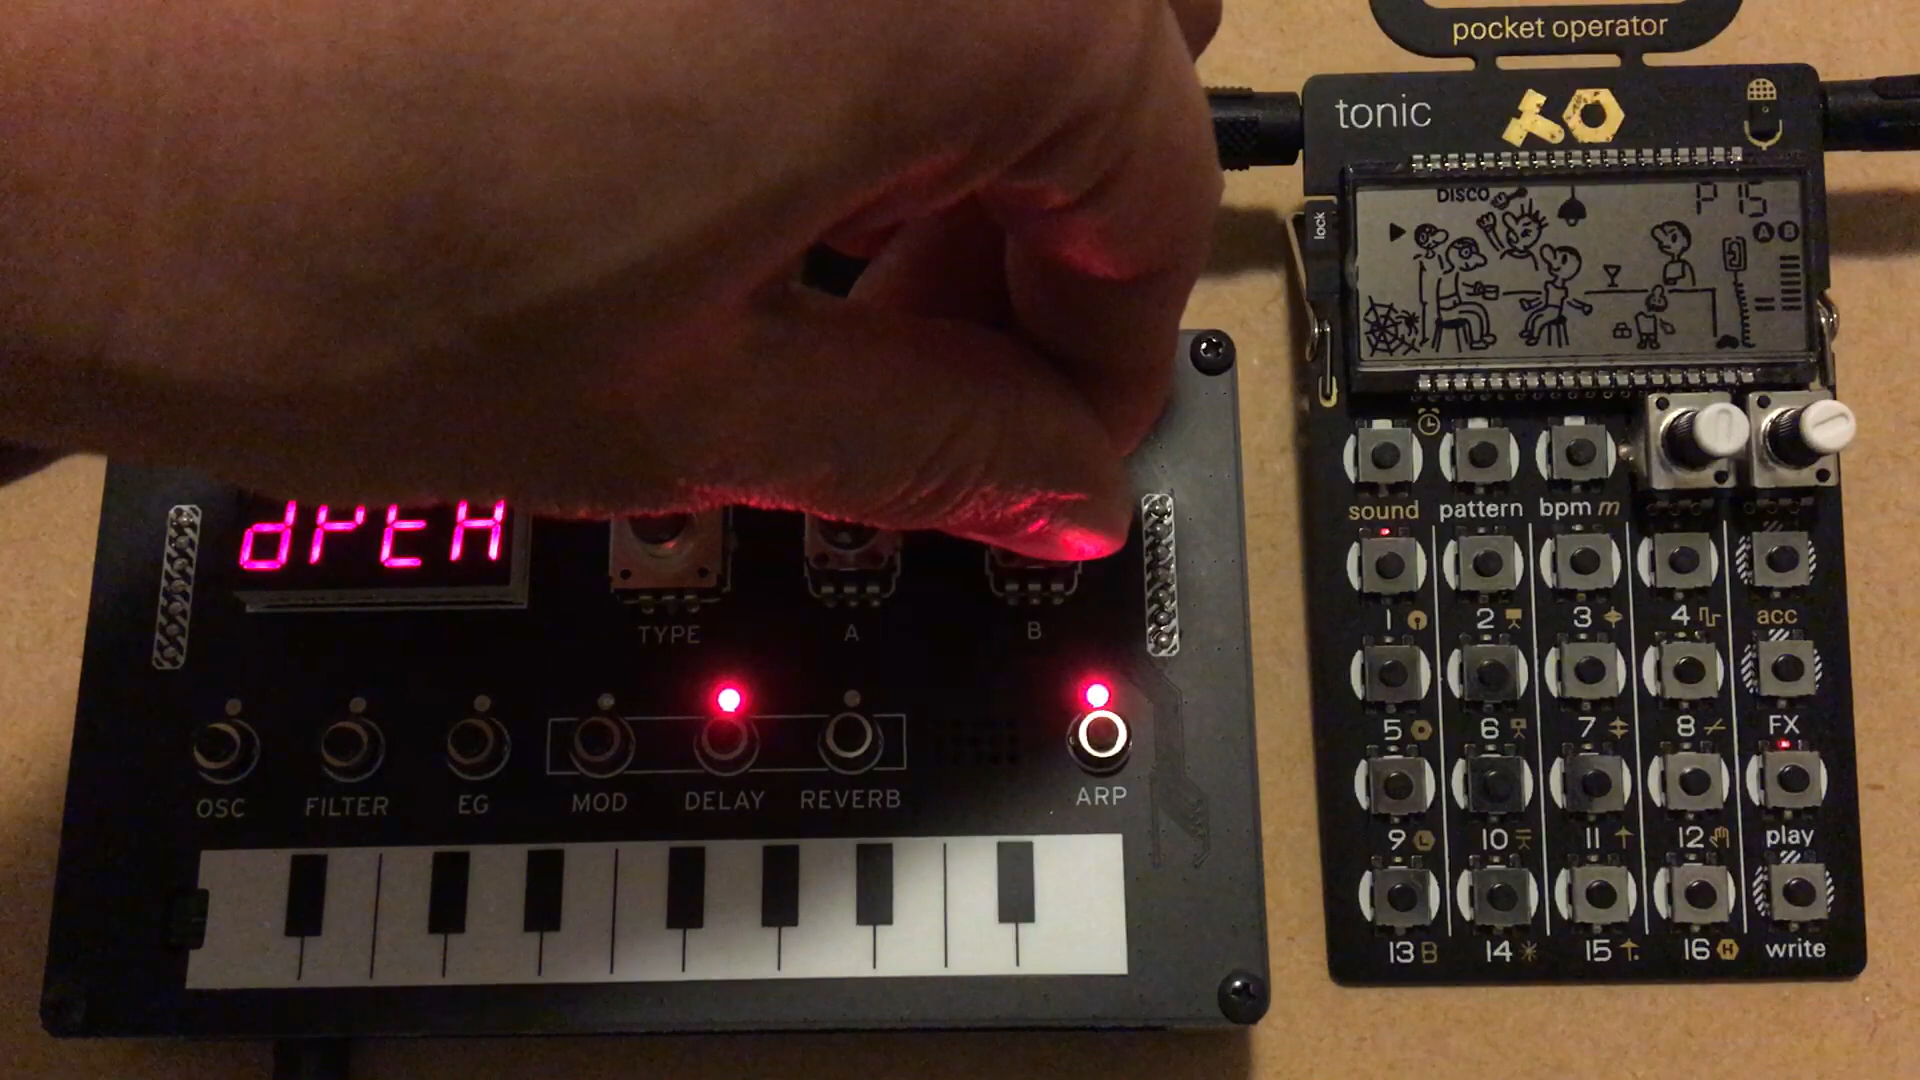 pocket operator
tonic
lock
DISCO
P 15
A B
dPtH
TYPE A B
OSC FILTER EG MOD DELAY REVERB ARP
sound pattern bpm m
1 2 3 4 acc
5 6 7 8 FX
9 L 10 11 12 play
13 B 14 15 16 H write